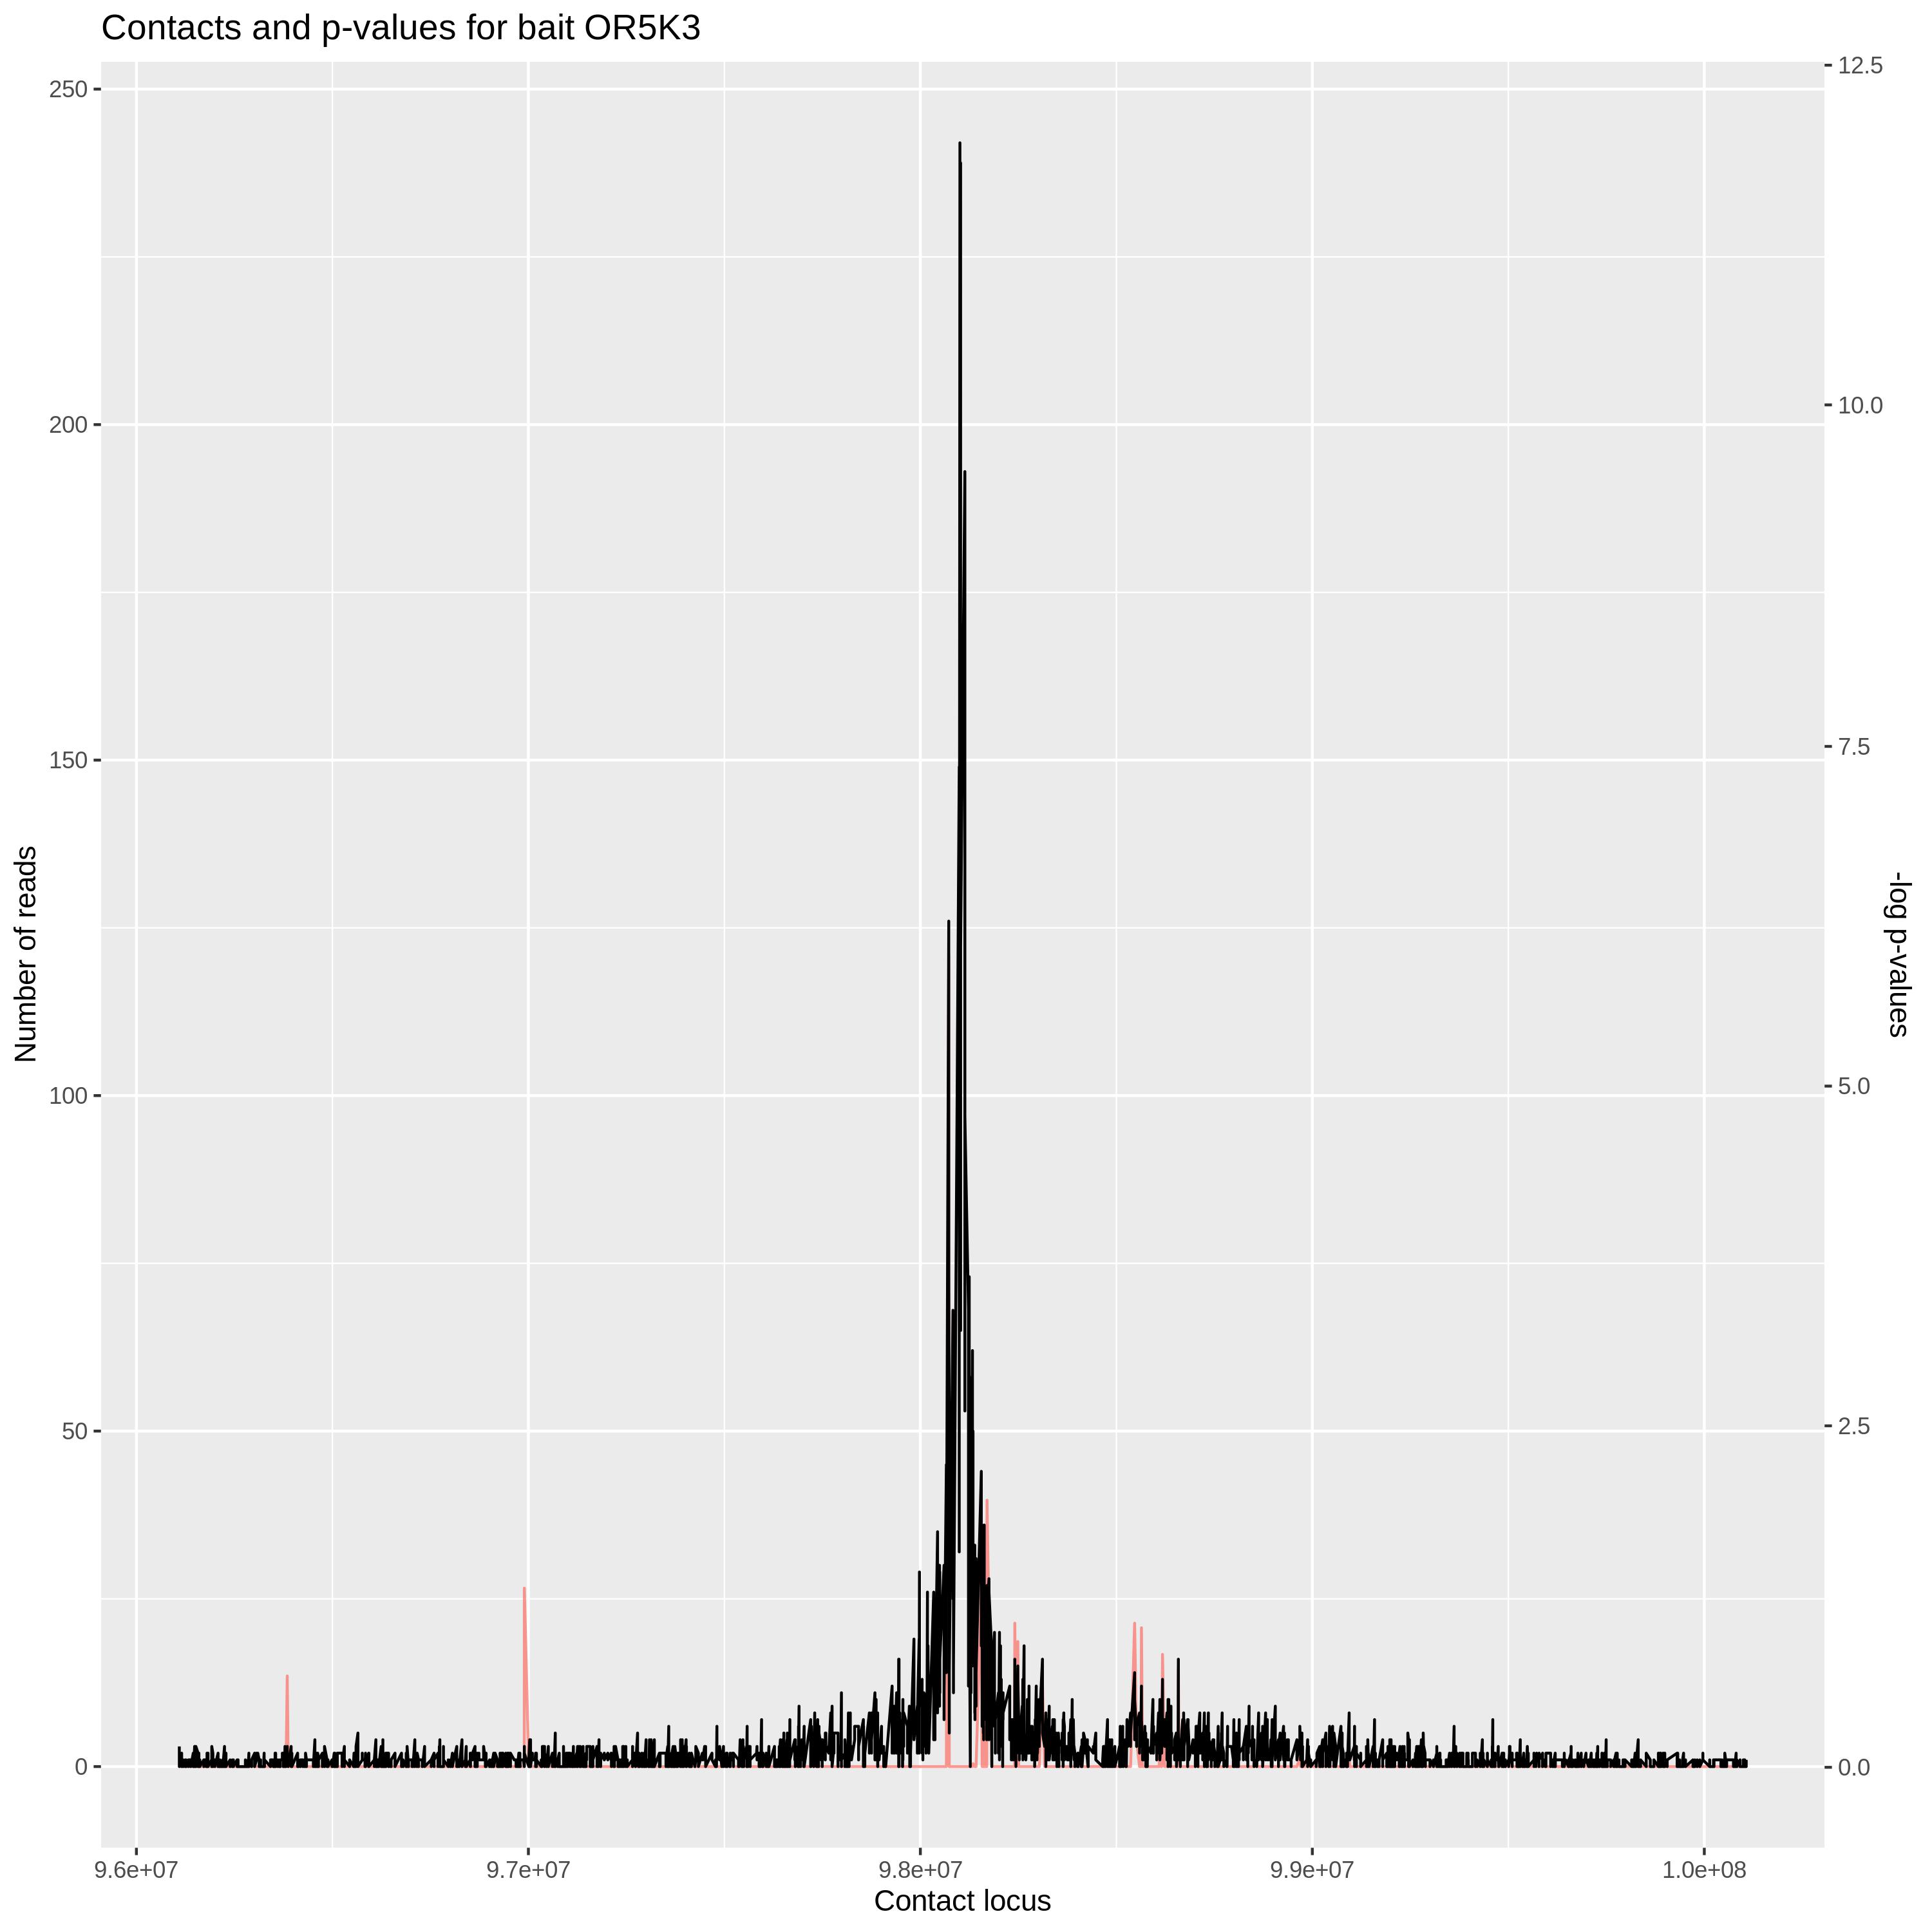 Contacts and p-values for bait OR5K3
250
200
150
100
50
0
Number of reads
12.5
10.0
7.5
5.0
2.5
0.0
-log p-values
9.6e+07 9.7e+07 9.8e+07 9.9e+07 1.0e+08
Contact locus